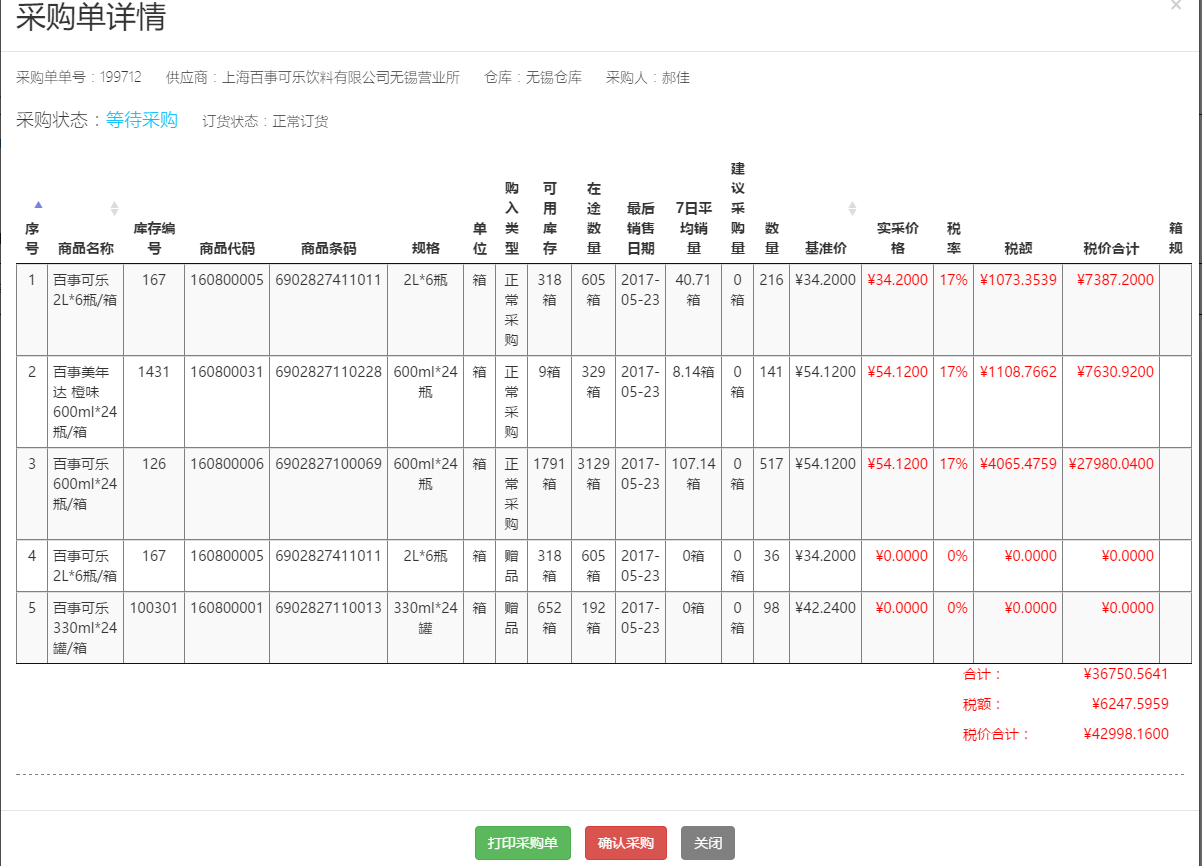 采购单详情
×
采购单单号：199712 供应商：上海百事可乐饮料有限公司无锡营业所 仓库：无锡仓库 采购人：郝佳
采购状态：等待采购 订货状态：正常订货
序号 商品名称 库存编号 商品代码 商品条码 规格 单位 购入类型 可用库存 在途数量 最后销售日期 7日平均销量 建议采购量 数量 基准价 实采价格 税率 税额 税价合计 箱规
1 百事可乐 2L*6瓶/箱 167 160800005 6902827411011 2L*6瓶 箱 正常采购 318箱 605箱 2017-05-23 40.71箱 0箱 216 ¥34.2000 ¥34.2000 17% ¥1073.3539 ¥7387.2000
2 百事美年达 橙味 600ml*24瓶/箱 1431 160800031 6902827110228 600ml*24瓶 箱 正常采购 9箱 329箱 2017-05-23 8.14箱 0箱 141 ¥54.1200 ¥54.1200 17% ¥1108.7662 ¥7630.9200
3 百事可乐 600ml*24瓶/箱 126 160800006 6902827100069 600ml*24瓶 箱 正常采购 1791箱 3129箱 2017-05-23 107.14箱 0箱 517 ¥54.1200 ¥54.1200 17% ¥4065.4759 ¥27980.0400
4 百事可乐 2L*6瓶/箱 167 160800005 6902827411011 2L*6瓶 箱 赠品 318箱 605箱 2017-05-23 0箱 0箱 36 ¥34.2000 ¥0.0000 0% ¥0.0000 ¥0.0000
5 百事可乐 330ml*24罐/箱 100301 160800001 6902827110013 330ml*24罐 箱 赠品 652箱 192箱 2017-05-23 0箱 0箱 98 ¥42.2400 ¥0.0000 0% ¥0.0000 ¥0.0000
合计： ¥36750.5641
税额： ¥6247.5959
税价合计： ¥42998.1600
打印采购单 确认采购 关闭